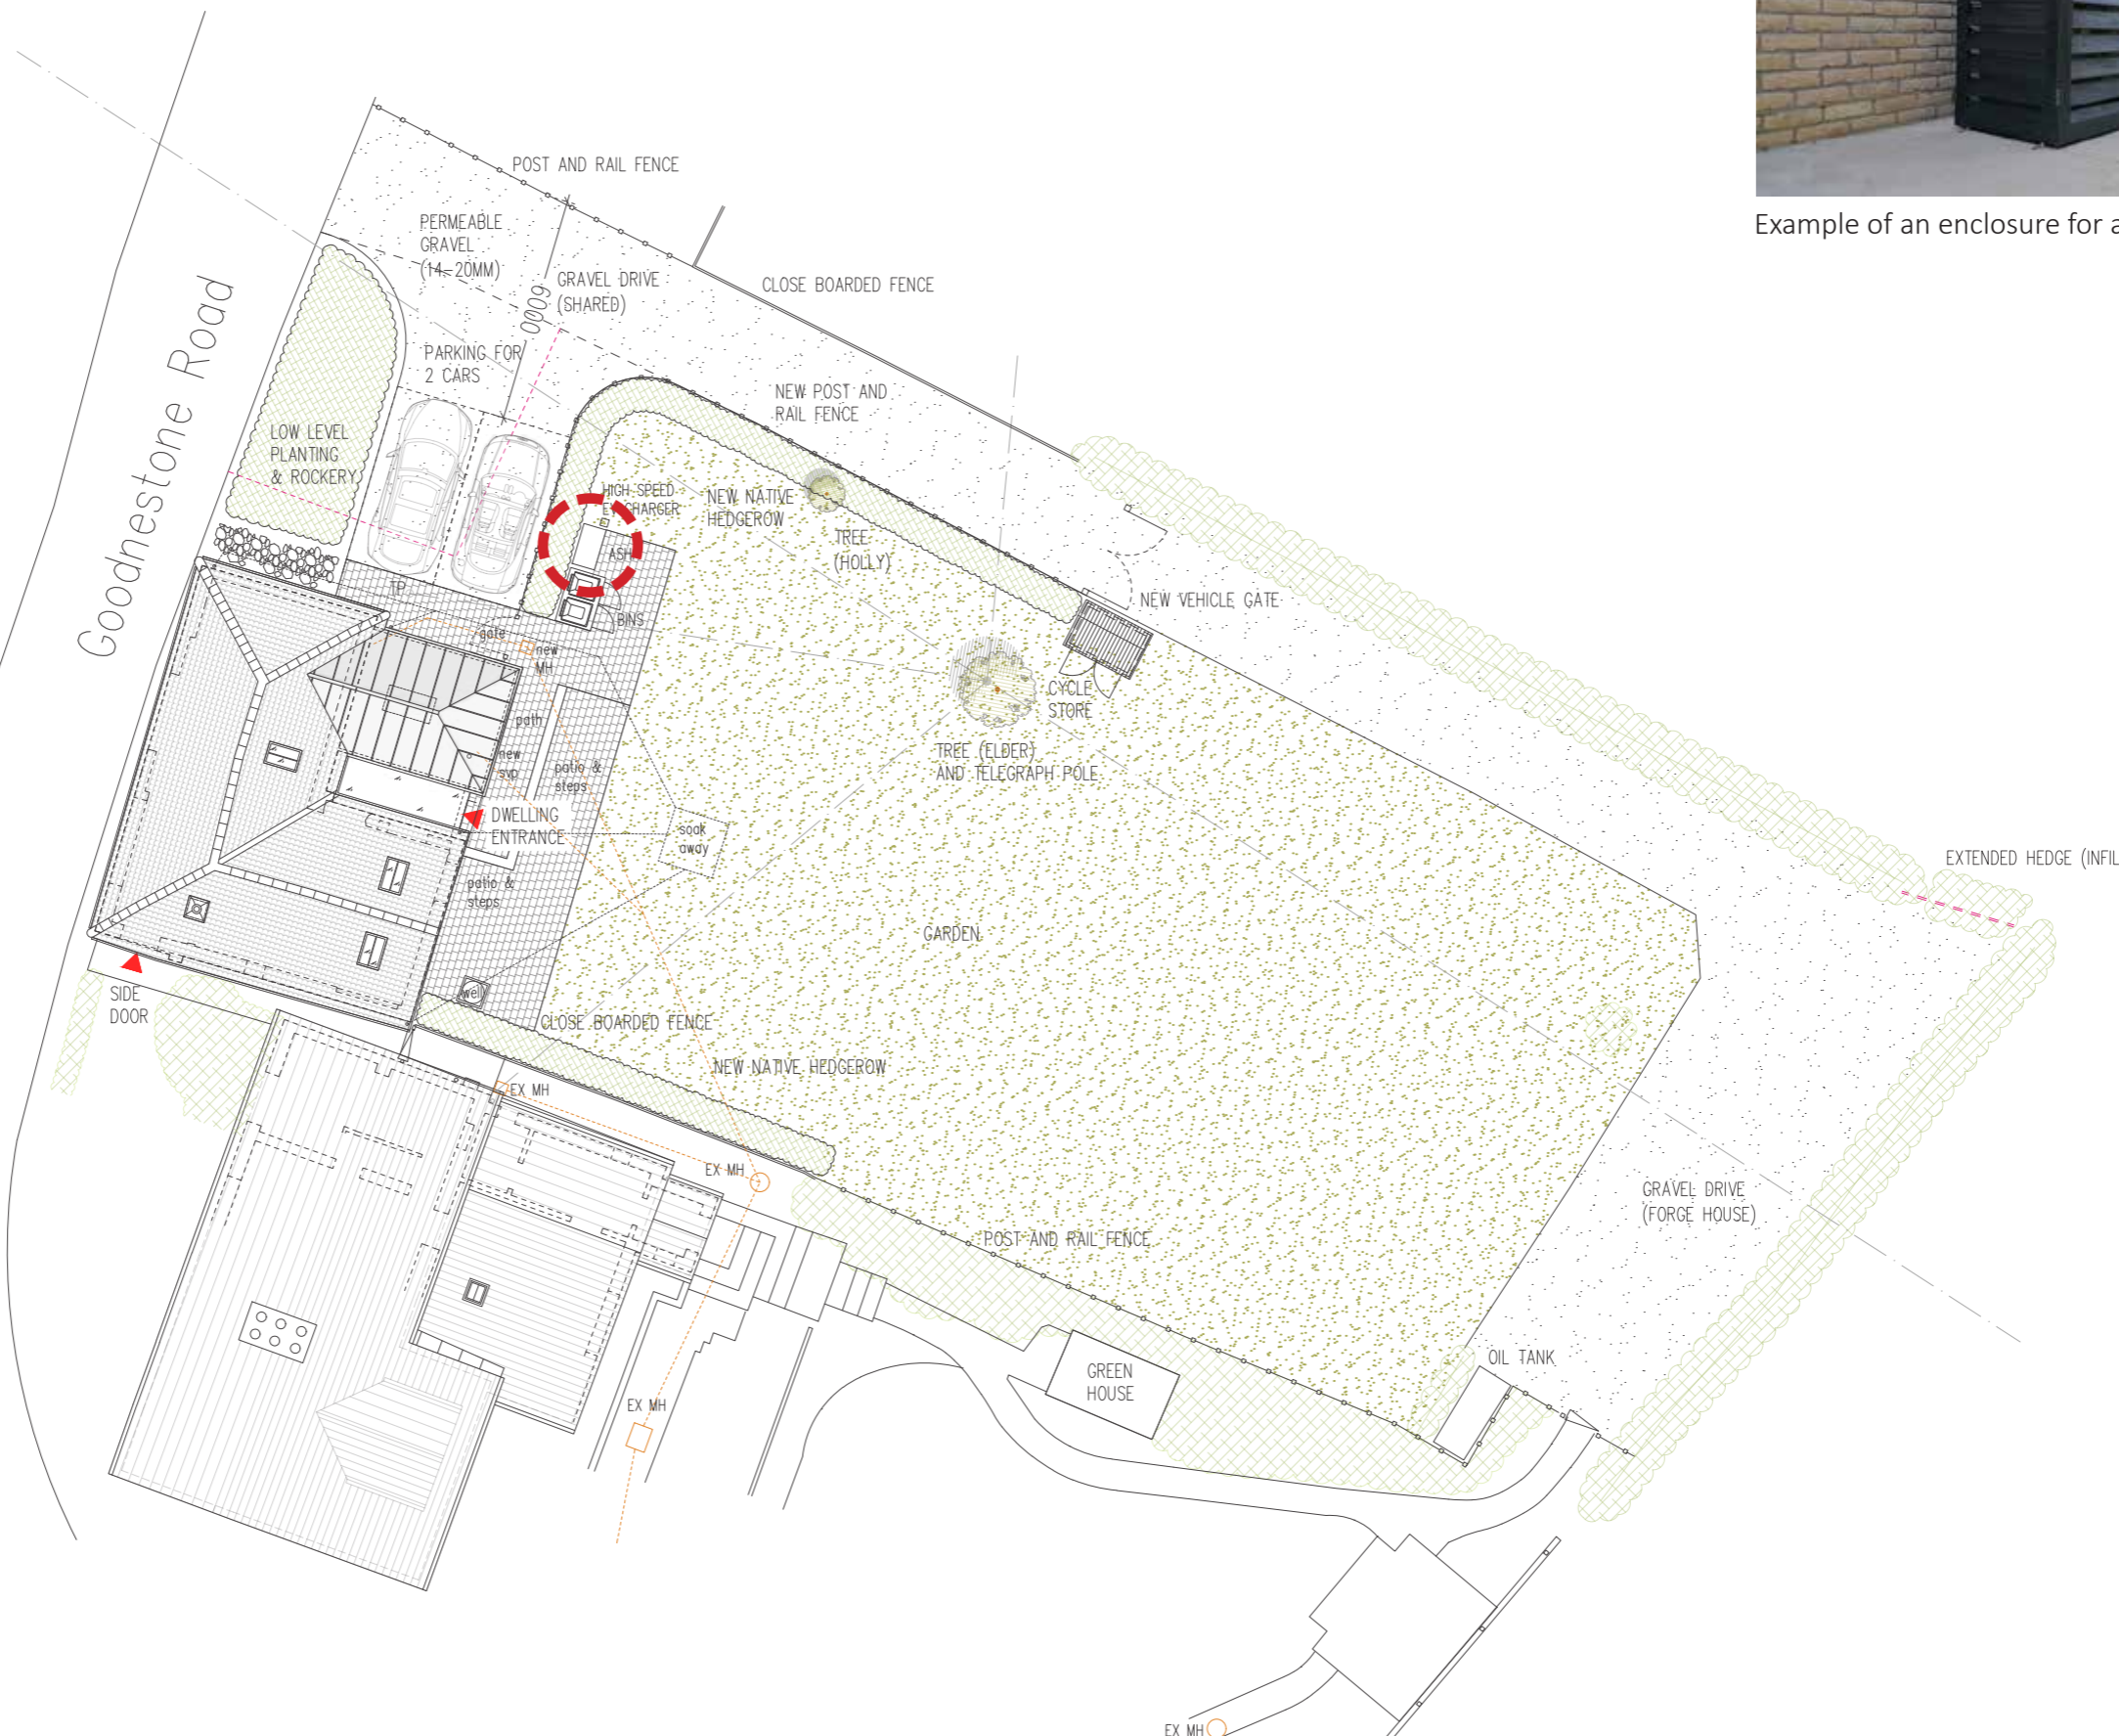 Example of an enclosure for a
POST AND RAIL FENCE
PERMEABLE
GRAVEL
(14-20MM)
GRAVEL DRIVE
(SHARED)
6000
CLOSE BOARDED FENCE
PARKING FOR
2 CARS
NEW POST AND
RAIL FENCE
Goodnestone Road
LOW LEVEL
PLANTING
& ROCKERY
HIGH SPEED
EV CHARGER
NEW NATIVE
HEDGEROW
TREE
(HOLLY)
ASH
BINS
TP
gate
new
MH
NEW VEHICLE GATE
CYCLE
STORE
path
new
svp
patio &
steps
TREE (ELDER)
AND TELEGRAPH POLE
DWELLING
ENTRANCE
soak
away
EXTENDED HEDGE (INFIL
patio &
steps
GARDEN
well
SIDE
DOOR
CLOSE BOARDED FENCE
NEW NATIVE HEDGEROW
EX MH
EX MH
GRAVEL DRIVE
(FORGE HOUSE)
POST AND RAIL FENCE
OIL TANK
GREEN
HOUSE
EX MH
EX MH